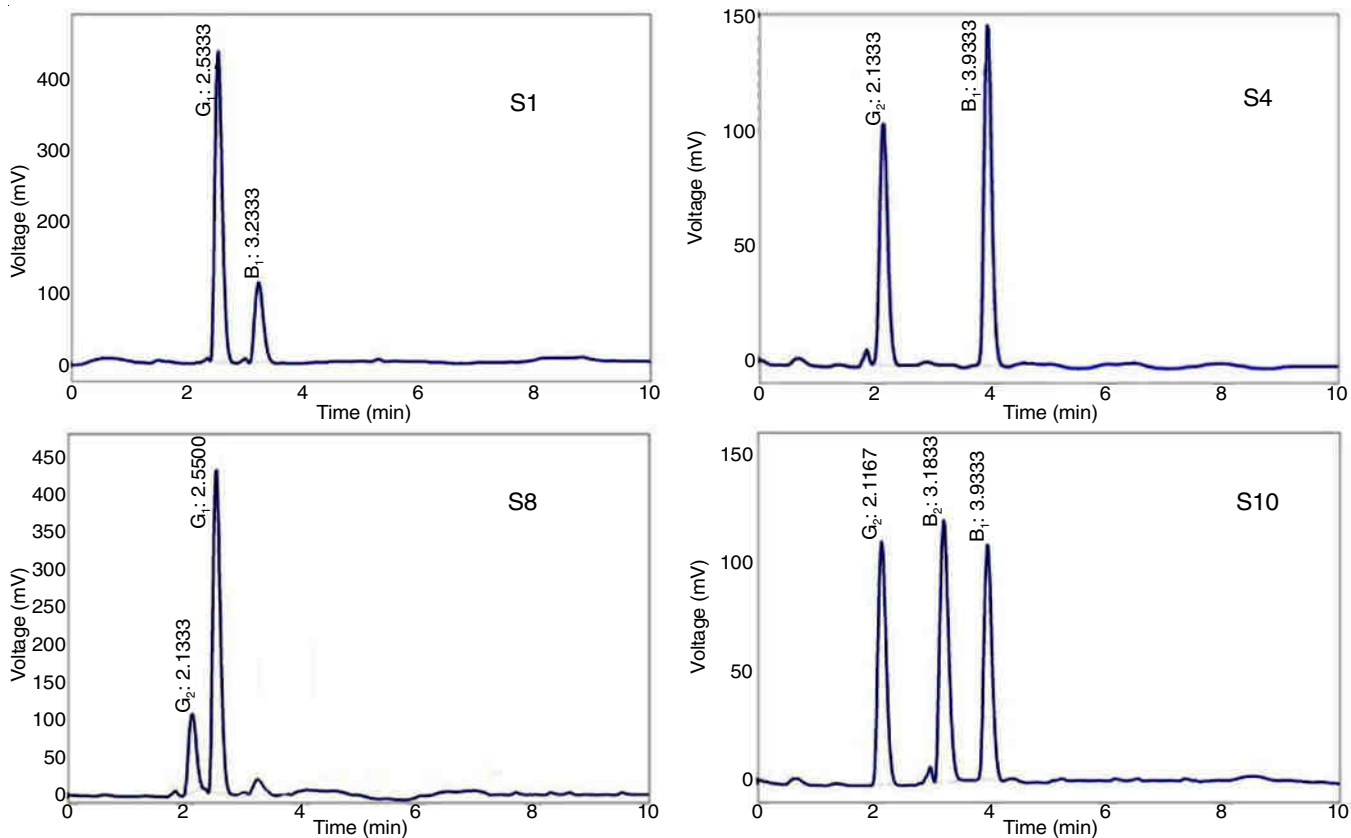 S1
G1: 2.5333
B1: 3.2333
Voltage (mV)
400
300
200
100
0
0 2 4 6 8 10
Time (min)
S4
G2: 2.1333
B1: 3.9333
Voltage (mV)
150
100
50
0
0 2 4 6 8 10
Time (min)
S8
G2: 2.1333
G1: 2.5500
Voltage (mV)
450
400
350
300
250
200
150
100
50
0
0 2 4 6 8 10
Time (min)
S10
G2: 2.1167
B2: 3.1833
B1: 3.9333
Voltage (mV)
150
100
50
0
0 2 4 6 8 10
Time (min)